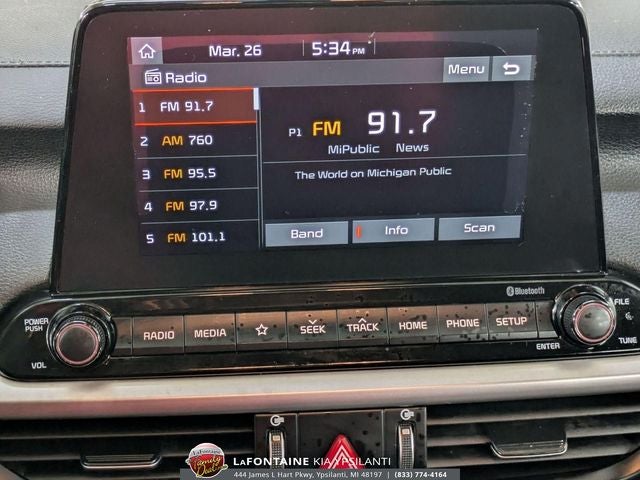 Mar. 26 5:34 PM
Radio Menu
1 FM 91.7
2 AM 760
3 FM 95.5
4 FM 97.9
5 FM 101.1
P1 FM 91.7
MiPublic News
The World on Michigan Public
Band Info Scan
Bluetooth
POWER PUSH
VOL
RADIO MEDIA SEEK TRACK HOME PHONE SETUP
FILE
TUNE
ENTER
LaFontaine
Family Deal
LAFONTAINE KIA YPSILANTI
444 James L Hart Pkwy, Ypsilanti, MI 48197 | (833) 774-4164